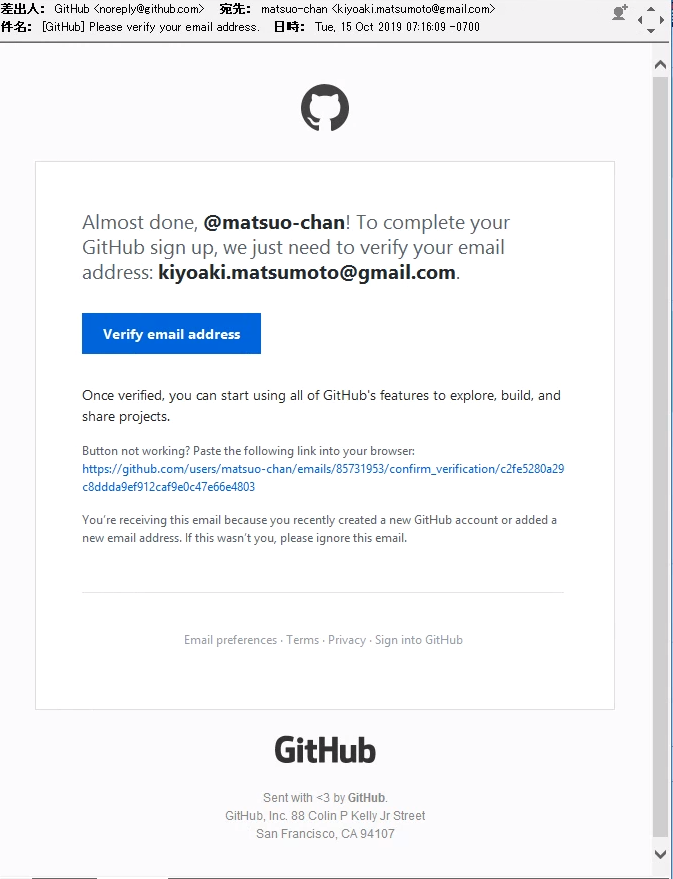 差出人： GitHub <noreply@github.com> 宛先： matsuo-chan <kiyoaki.matsumoto@gmail.com>
件名： [GitHub] Please verify your email address. 日時： Tue, 15 Oct 2019 07:16:09 -0700
Almost done, @matsuo-chan! To complete your
GitHub sign up, we just need to verify your email
address: kiyoaki.matsumoto@gmail.com.
Verify email address
Once verified, you can start using all of GitHub's features to explore, build, and
share projects.
Button not working? Paste the following link into your browser:
https://github.com/users/matsuo-chan/emails/85731953/confirm_verification/c2fe5280a29
c8ddda9ef912caf9e0c47e66e4803
You’re receiving this email because you recently created a new GitHub account or added a
new email address. If this wasn’t you, please ignore this email.
Email preferences · Terms · Privacy · Sign into GitHub
GitHub
Sent with <3 by GitHub.
GitHub, Inc. 88 Colin P Kelly Jr Street
San Francisco, CA 94107